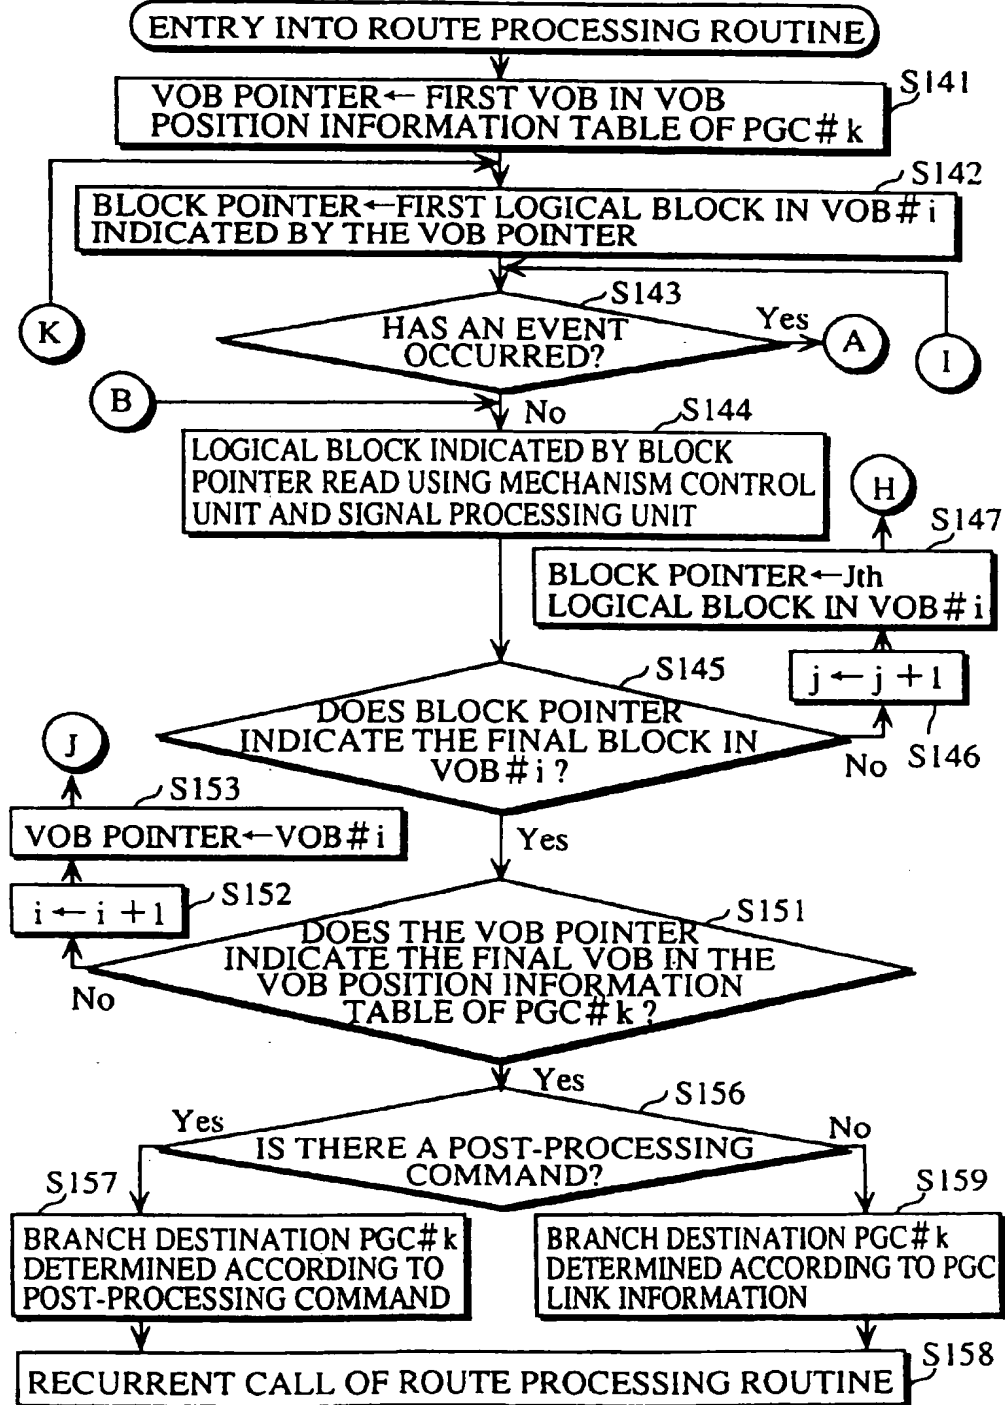 ENTRY INTO ROUTE PROCESSING ROUTINE
S141
VOB POINTER←FIRST VOB IN VOB
POSITION INFORMATION TABLE OF PGC#k
S142
BLOCK POINTER←FIRST LOGICAL BLOCK IN VOB#i
INDICATED BY THE VOB POINTER
K
S143
HAS AN EVENT
OCCURRED?
Yes
A
I
B
No
S144
LOGICAL BLOCK INDICATED BY BLOCK
POINTER READ USING MECHANISM CONTROL
UNIT AND SIGNAL PROCESSING UNIT
H
S147
BLOCK POINTER←Jth
LOGICAL BLOCK IN VOB#i
j←j+1
S146
S145
DOES BLOCK POINTER
INDICATE THE FINAL BLOCK IN
VOB#i?
No
Yes
J
S153
VOB POINTER←VOB#i
S152
i←i+1
No
S151
DOES THE VOB POINTER
INDICATE THE FINAL VOB IN THE
VOB POSITION INFORMATION
TABLE OF PGC#k?
Yes
S156
IS THERE A POST-PROCESSING
COMMAND?
Yes
No
S157
BRANCH DESTINATION PGC#k
DETERMINED ACCORDING TO
POST-PROCESSING COMMAND
S159
BRANCH DESTINATION PGC#k
DETERMINED ACCORDING TO PGC
LINK INFORMATION
S158
RECURRENT CALL OF ROUTE PROCESSING ROUTINE